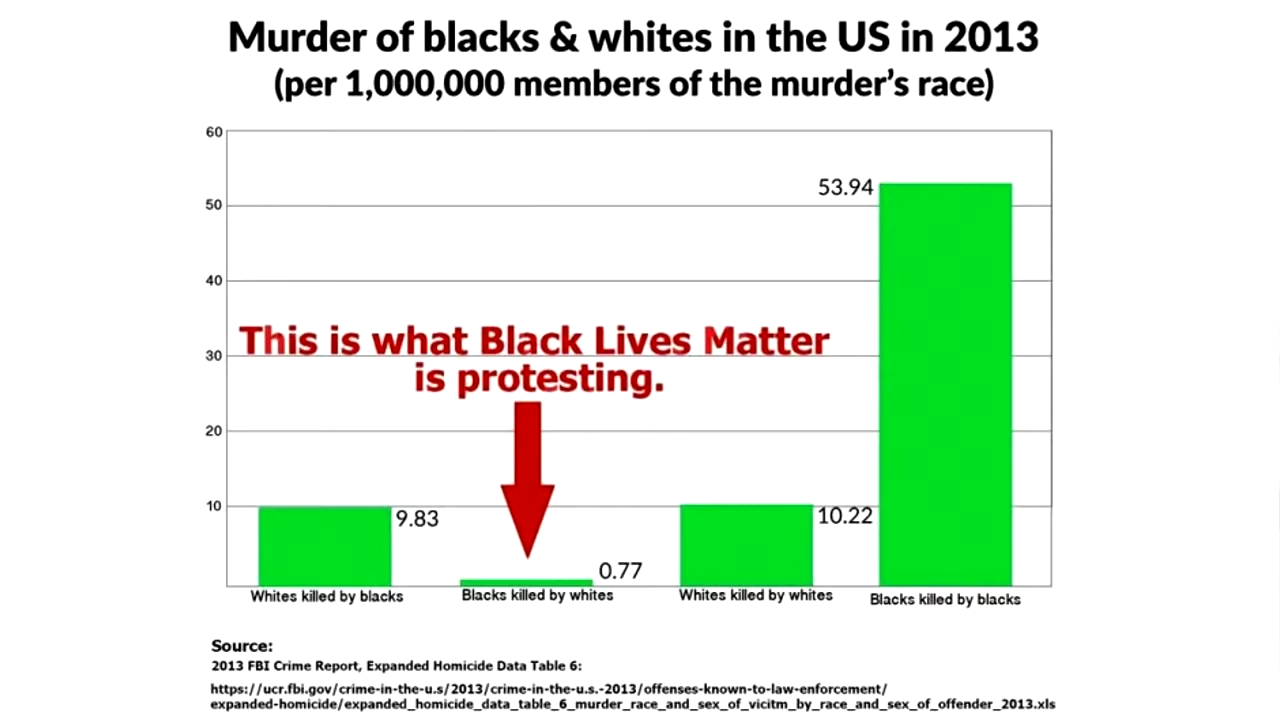 Murder of blacks & whites in the US in 2013
(per 1,000,000 members of the murder's race)
60
50
40
30
20
10
53.94
This is what Black Lives Matter
is protesting.
9.83
0.77
10.22
Whites killed by blacks
Blacks killed by whites
Whites killed by whites
Blacks killed by blacks
Source:
2013 FBI Crime Report, Expanded Homicide Data Table 6:
https://ucr.fbi.gov/crime-in-the-u.s/2013/crime-in-the-u.s.-2013/offenses-known-to-law-enforcement/
expanded-homicide/expanded_homicide_data_table_6_murder_race_and_sex_of_vicitm_by_race_and_sex_of_offender_2013.xls